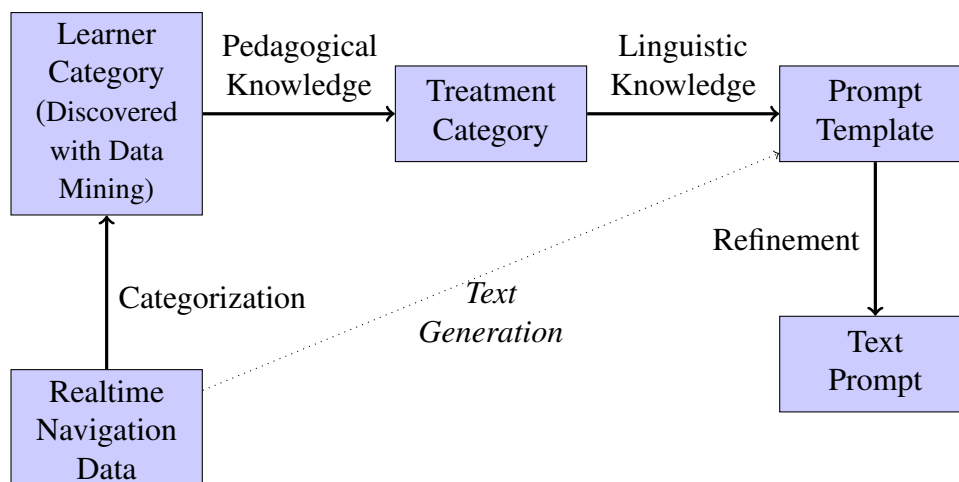 Learner
Category
(Discovered
with Data
Mining)
Pedagogical
Knowledge
Treatment
Category
Linguistic
Knowledge
Prompt
Template
Categorization
Text
Generation
Refinement
Realtime
Navigation
Data
Text
Prompt